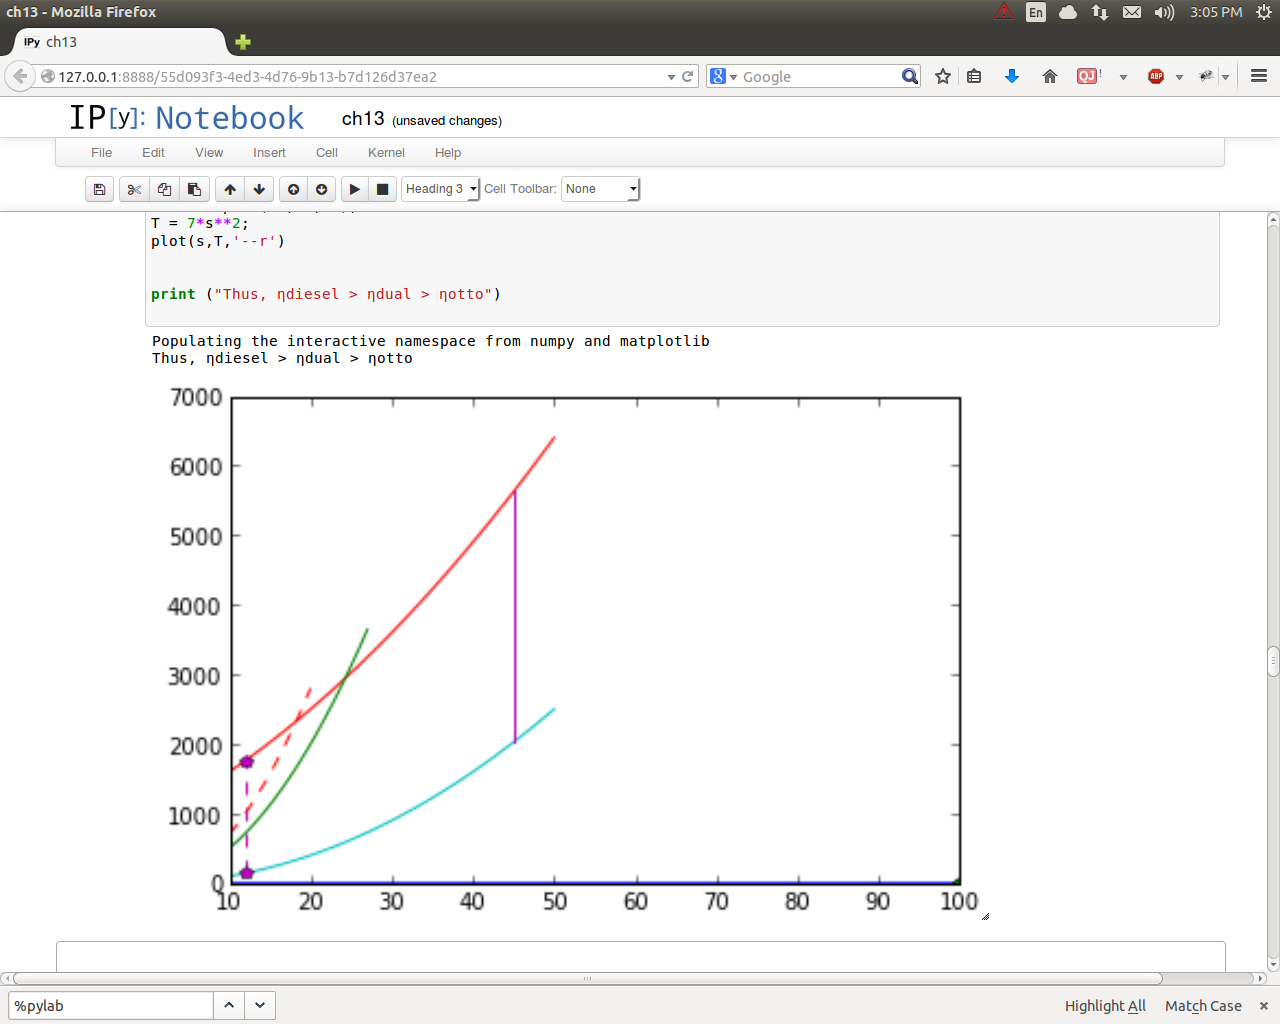 ch13 - Mozilla Firefox
En
3:05 PM
IPy ch13
127.0.0.1:8888/55d093f3-4ed3-4d76-9b13-b7d126d37ea2
8
Google
QJ!
ABP
IP[y]: Notebook
ch13 (unsaved changes)
File Edit View Insert Cell Kernel Help
Heading 3 Cell Toolbar: None
T = 7*s**2;
plot(s,T,'--r')
print ("Thus, ηdiesel > ηdual > ηotto")
Populating the interactive namespace from numpy and matplotlib
Thus, ηdiesel > ηdual > ηotto
7000
6000
5000
4000
3000
2000
1000
0
10 20 30 40 50 60 70 80 90 100
%pylab
Highlight All Match Case